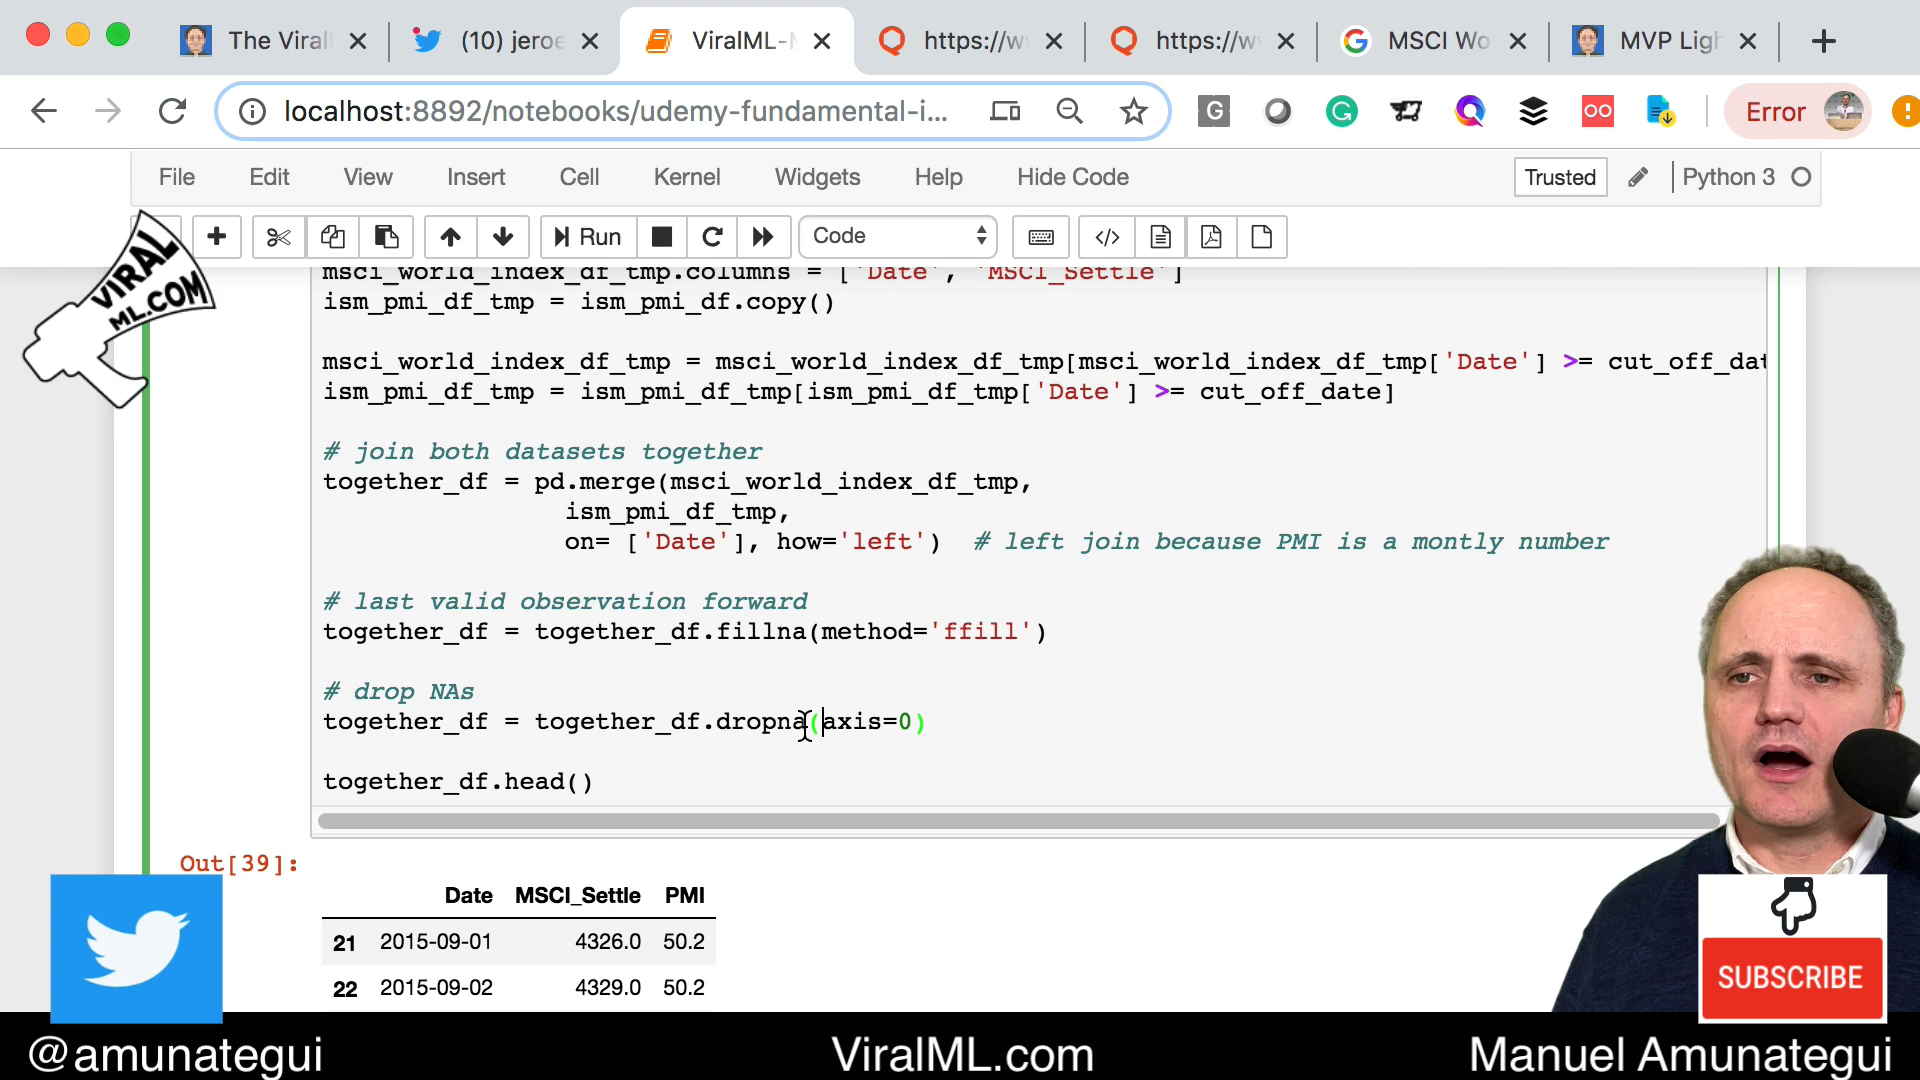 The Viral
(10) jeroe
ViralML-
https://w
https://w
MSCI Wo
MVP Ligh
localhost:8892/notebooks/udemy-fundamental-i...
Error
File Edit View Insert Cell Kernel Widgets Help Hide Code
Trusted
Python 3
Run
Code
VIRAL
ML.COM
msci_world_index_df_tmp.columns = ['Date', 'MSCI_Settle']
ism_pmi_df_tmp = ism_pmi_df.copy()
msci_world_index_df_tmp = msci_world_index_df_tmp[msci_world_index_df_tmp['Date'] >= cut_off_dat
ism_pmi_df_tmp = ism_pmi_df_tmp[ism_pmi_df_tmp['Date'] >= cut_off_date]
# join both datasets together
together_df = pd.merge(msci_world_index_df_tmp,
ism_pmi_df_tmp,
on= ['Date'], how='left') # left join because PMI is a montly number
# last valid observation forward
together_df = together_df.fillna(method='ffill')
# drop NAs
together_df = together_df.dropna(axis=0)
together_df.head()
Out[39]:
Date MSCI_Settle PMI
21 2015-09-01 4326.0 50.2
22 2015-09-02 4329.0 50.2
SUBSCRIBE
@amunategui
ViralML.com
Manuel Amunategui